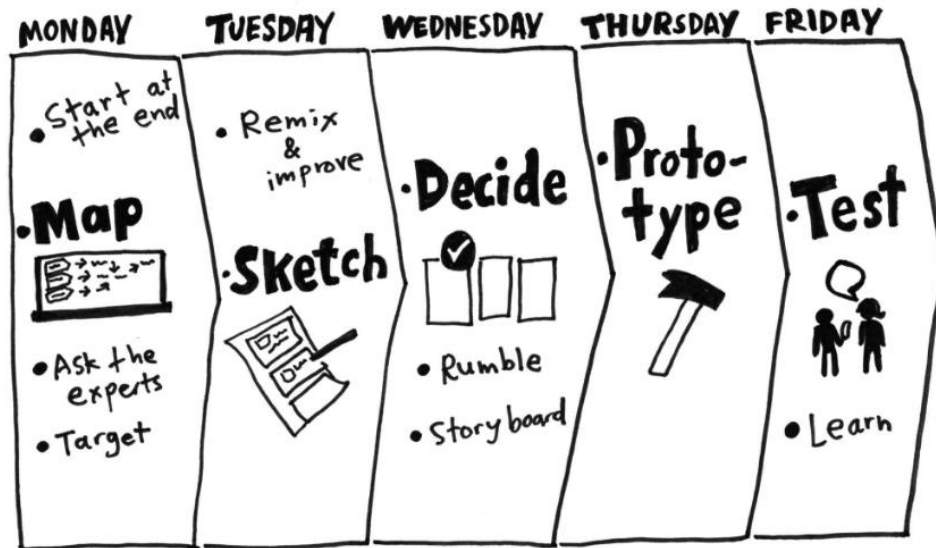 MONDAY
• Start at
the end
• Map
• Ask the
experts
• Target
TUESDAY
• Remix
&
improve
• Sketch
WEDNESDAY
• Decide
• Rumble
• Storyboard
THURSDAY
• Proto-
type
FRIDAY
• Test
• Learn